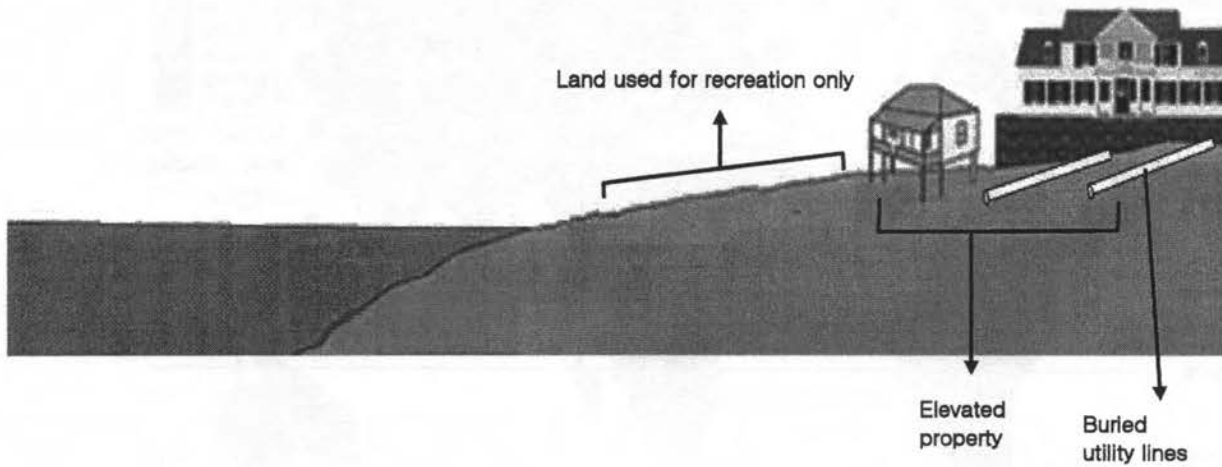 Land used for recreation only
Elevated
property
Buried
utility lines